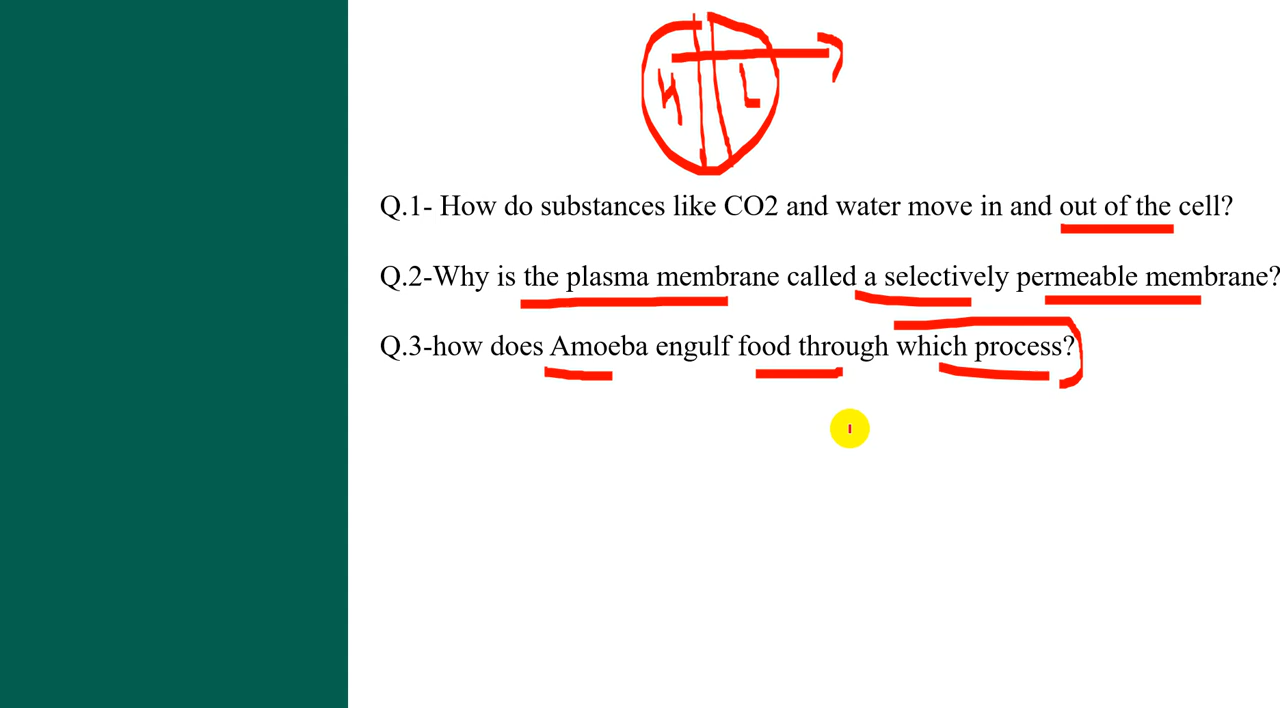 H L
Q.1- How do substances like CO2 and water move in and out of the cell?
Q.2-Why is the plasma membrane called a selectively permeable membrane?
Q.3-how does Amoeba engulf food through which process?